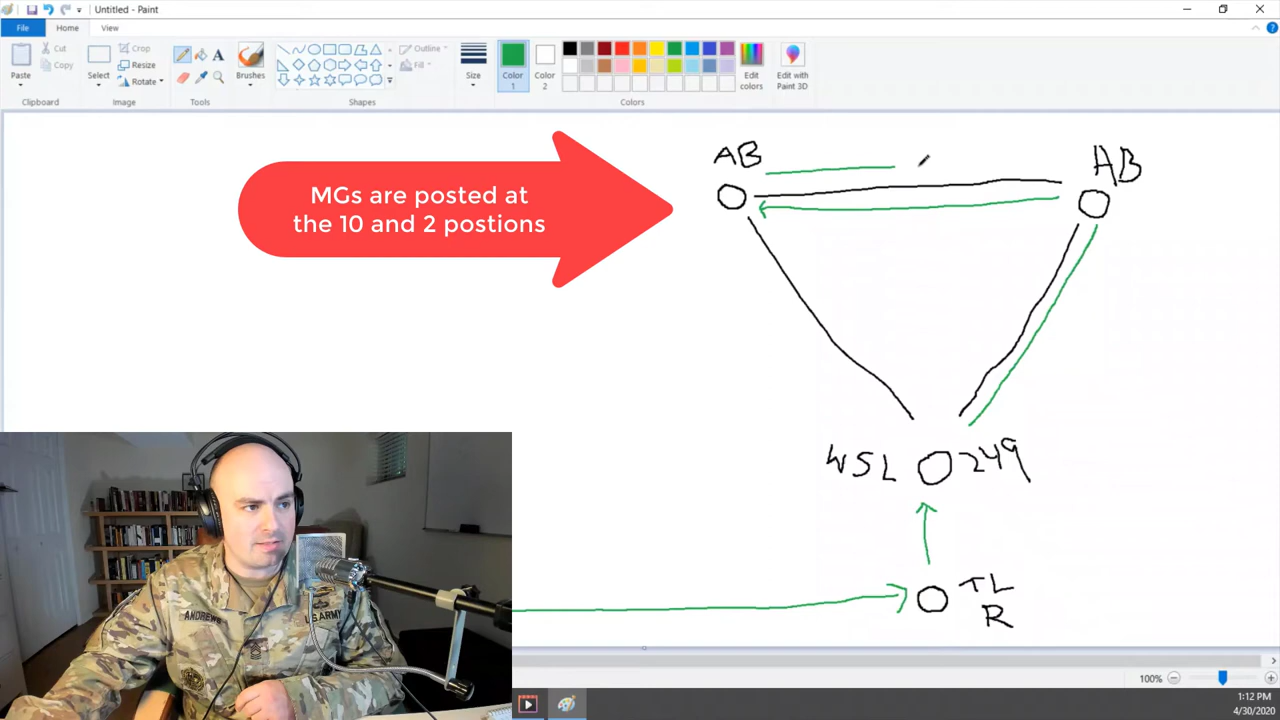 Untitled - Paint
File
Home
View
Paste
Cut
Copy
Clipboard
Select
Crop
Resize
Rotate
Image
Tools
Brushes
Shapes
Outline
Fill
Size
Color
1
Color
2
Colors
Edit
colors
Edit with
Paint 3D
MGs are posted at
the 10 and 2 postions
AB
AB
WSL
249
TL
R
ANDREWS
U.S. ARMY
100%
1:12 PM
4/30/2020